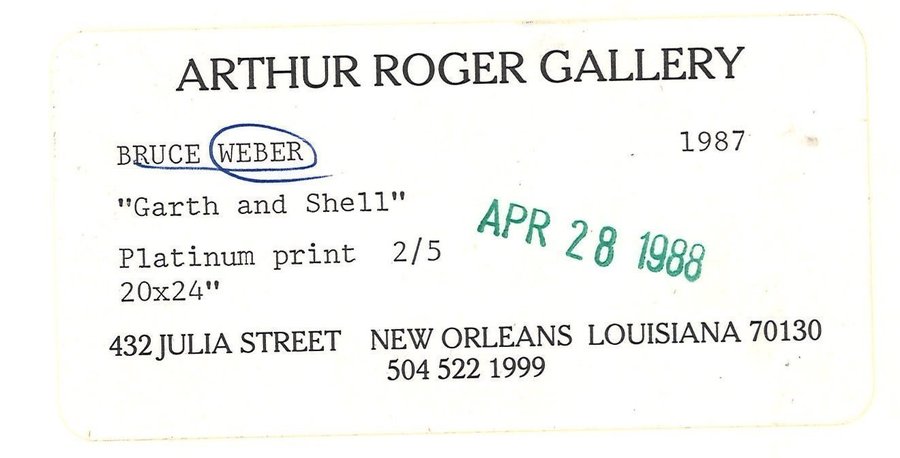 ARTHUR ROGER GALLERY
BRUCE WEBER 1987
"Garth and Shell"
APR 28 1988
Platinum print 2/5
20x24"
432 JULIA STREET NEW ORLEANS LOUISIANA 70130
504 522 1999